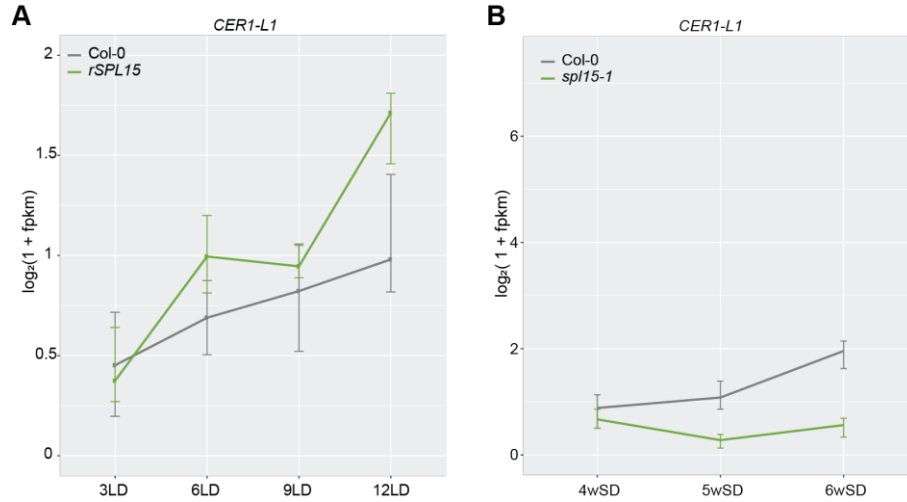 A
CER1-L1
Col-0
rSPL15
log₂(1 + fpkm)
2
1.5
1
0.5
0
3LD 6LD 9LD 12LD
B
CER1-L1
Col-0
spl15-1
log₂( 1 + fpkm)
6
4
2
0
4wSD 5wSD 6wSD